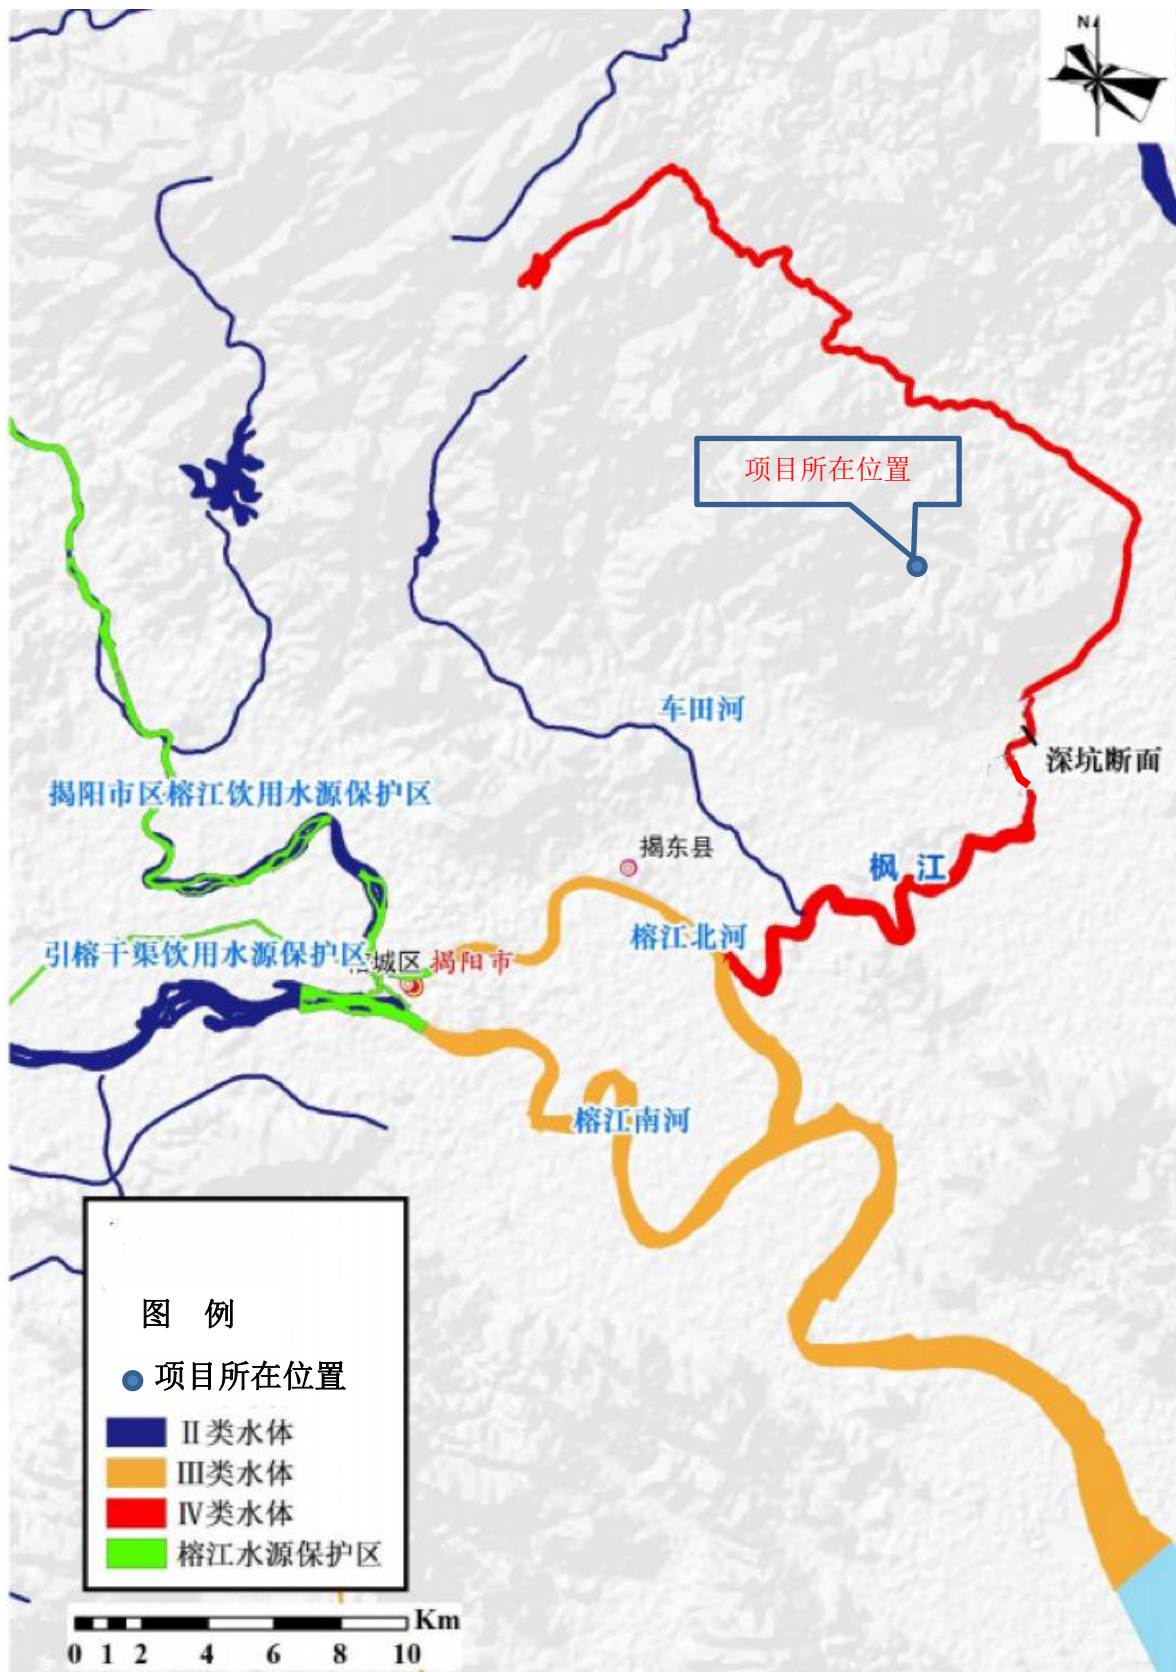 N
项目所在位置
车田河
深坑断面
揭阳市区榕江饮用水源保护区
揭东县
枫 江
榕江北河
引榕干渠饮用水源保护区
城区
揭阳市
榕江南河
图 例
项目所在位置
Ⅱ类水体
Ⅲ类水体
Ⅳ类水体
榕江水源保护区
Km
0 1 2 4 6 8 10